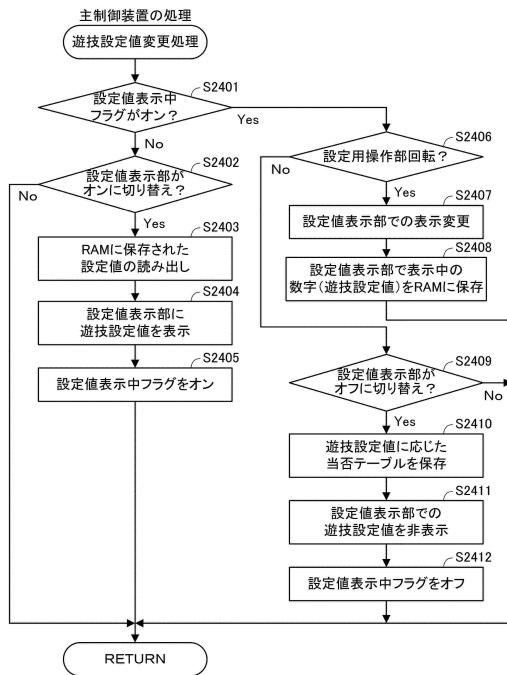 主制御装置の処理
遊技設定値変更処理
S2401
設定値表示中
フラグがオン?
Yes
No
S2402
設定値表示部が
オンに切り替え?
No
Yes
S2403
RAMに保存された
設定値の読み出し
S2404
設定値表示部に
遊技設定値を表示
S2405
設定値表示中フラグをオン
S2406
設定用操作部回転?
No
Yes
S2407
設定値表示部での表示変更
S2408
設定値表示部で表示中の
数字(遊技設定値)をRAMに保存
S2409
設定値表示部が
オフに切り替え?
No
Yes
S2410
遊技設定値に応じた
当否テーブルを保存
S2411
設定値表示部での
遊技設定値を非表示
S2412
設定値表示中フラグをオフ
RETURN